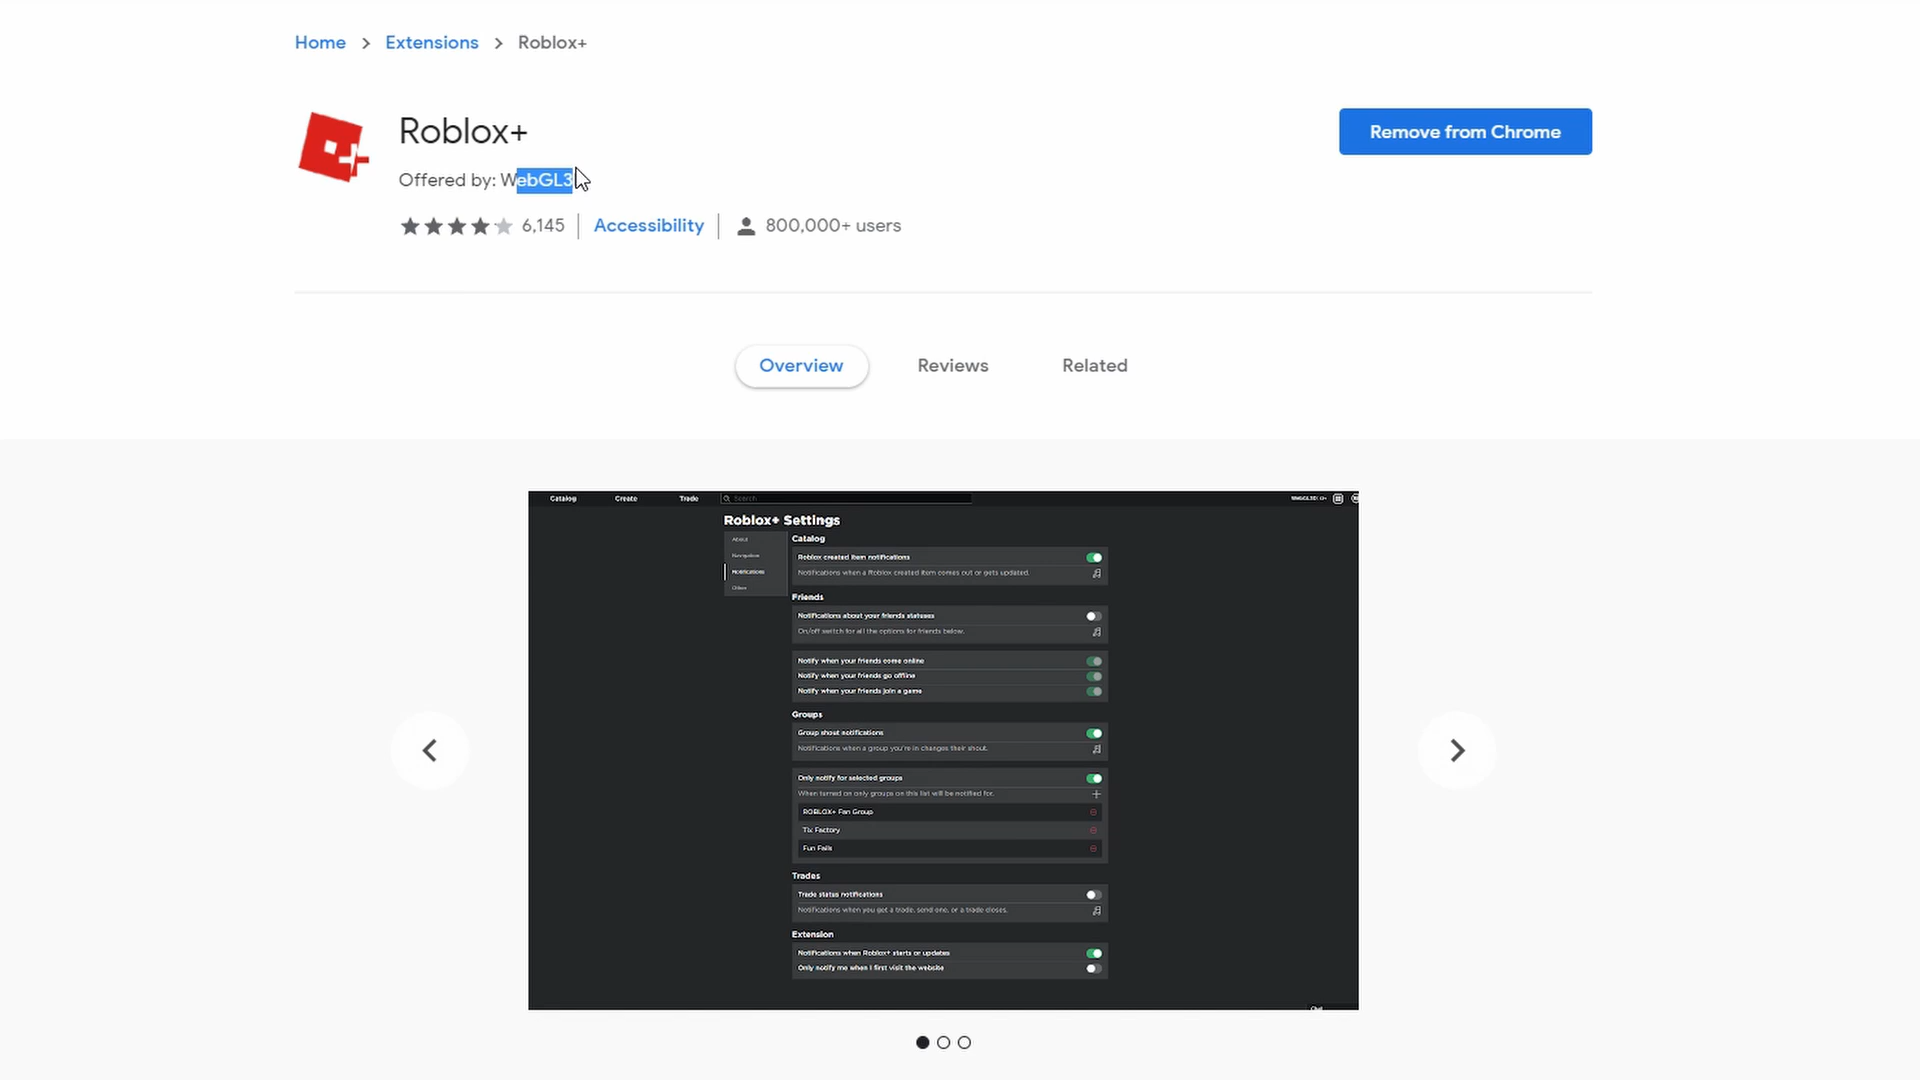 Home > Extensions > Roblox+
Roblox+
Remove from Chrome
Offered by: WebGL3
6,145 | Accessibility | 800,000+ users
Overview Reviews Related
Catalog Create Trade Search
Roblox+ Settings
About
Navigation
Notifications
Other
Catalog
Roblox created item notifications
Notifications when a Roblox created item comes out or gets updated.
Friends
Notifications about your friends statuses
On/off switch for all the options for friends below.
Notify when your friends come online
Notify when your friends go offline
Notify when your friends join a game
Groups
Group shout notifications
Notifications when a group you're in changes their shout.
Only notify for selected groups
When turned on only groups on this list will be notified for.
ROBLOX+ Fan Group
Tix Factory
Fun Fails
Trades
Trade status notifications
Notifications when you get a trade, send one, or a trade closes.
Extension
Notifications when Roblox+ starts or updates
Only notify me when I first visit the website
Chat